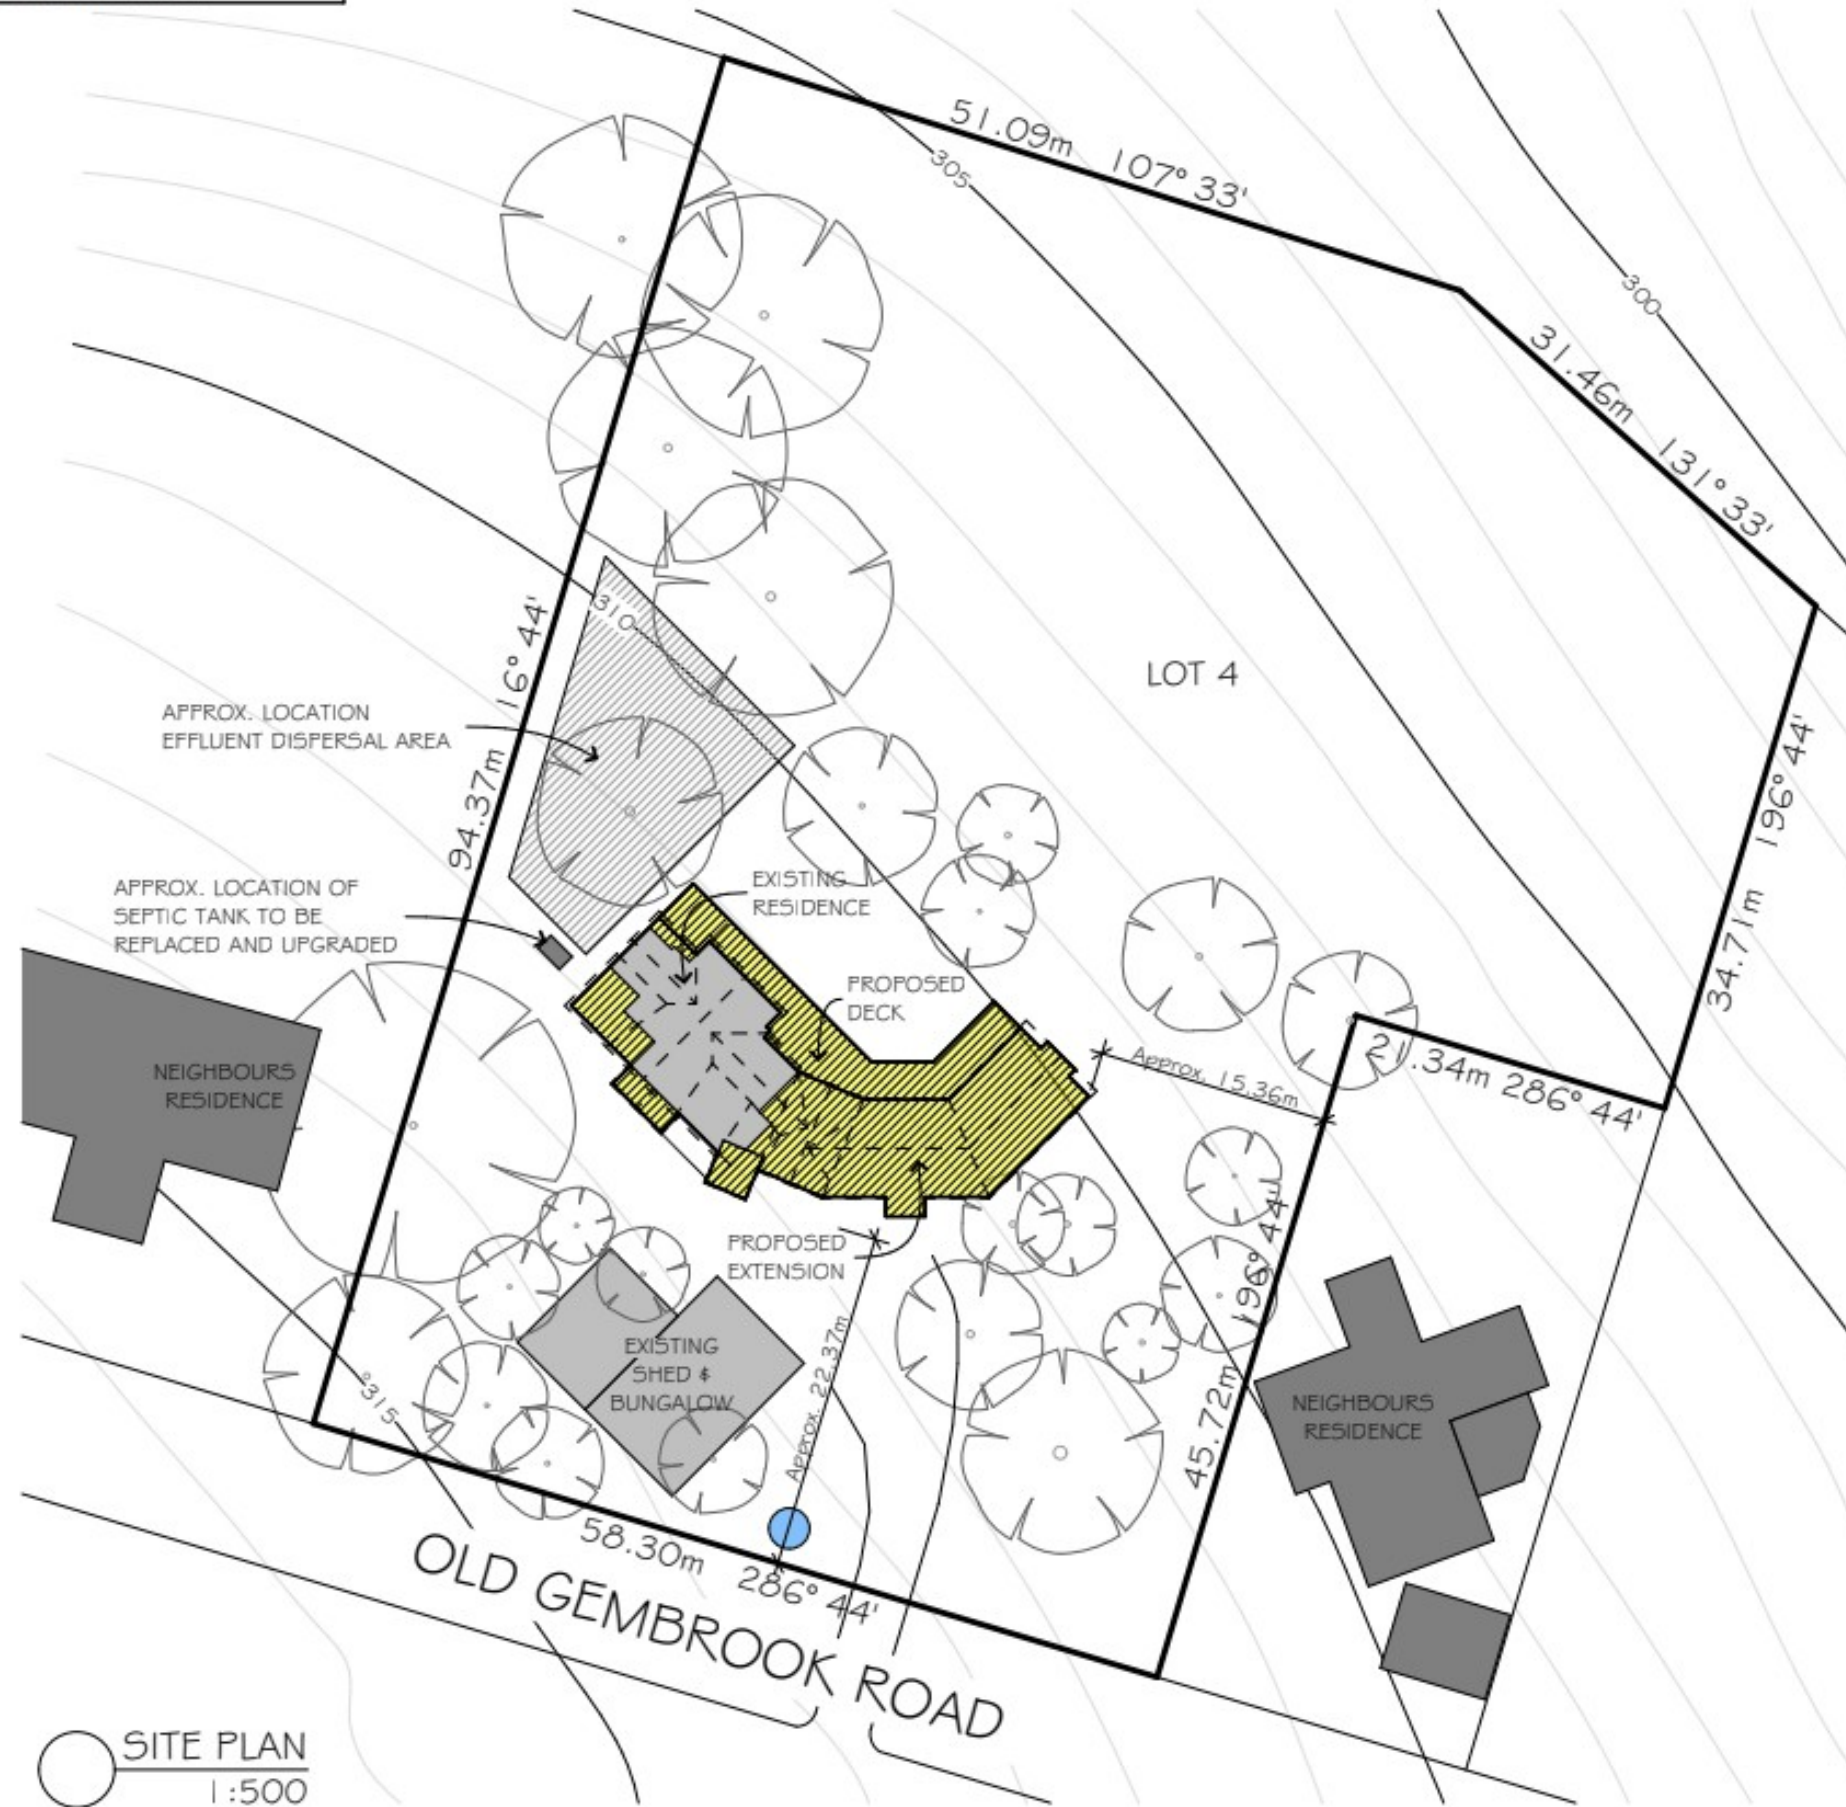 51.09m 107° 33'
305
300
31.46m 131° 33'
310
LOT 4
94.37m 16° 44'
APPROX. LOCATION
EFFLUENT DISPERSAL AREA
34.71m 196° 44'
APPROX. LOCATION OF
SEPTIC TANK TO BE
REPLACED AND UPGRADED
EXISTING
RESIDENCE
PROPOSED
DECK
21.34m 286° 44'
Approx. 15.36m
NEIGHBOURS
RESIDENCE
PROPOSED
EXTENSION
45.72m 196° 44'
EXISTING
SHED &
BUNGALOW
Approx. 22.37m
315
NEIGHBOURS
RESIDENCE
58.30m 286° 44'
OLD GEMBROOK ROAD
SITE PLAN
1:500